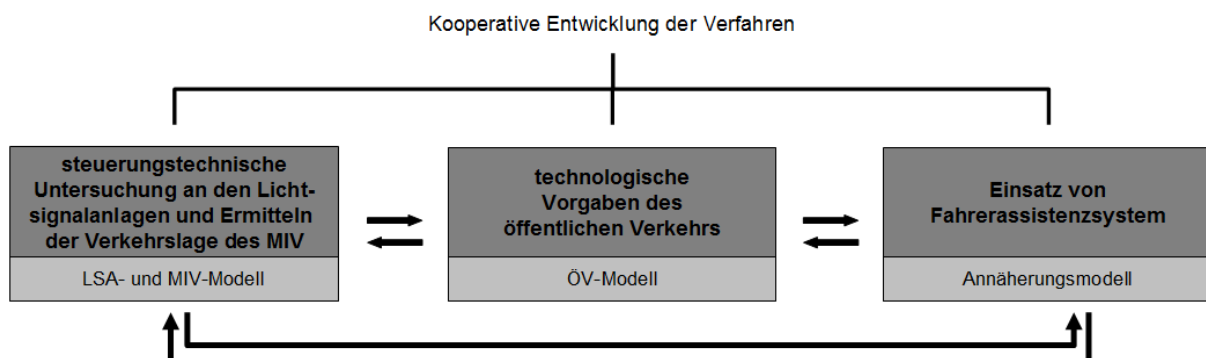 Kooperative Entwicklung der Verfahren
steuerungstechnische
Untersuchung an den Licht-
signalanlagen und Ermitteln
der Verkehrslage des MIV
LSA- und MIV-Modell
technologische
Vorgaben des
öffentlichen Verkehrs
ÖV-Modell
Einsatz von
Fahrerassistenzsystem
Annäherungsmodell